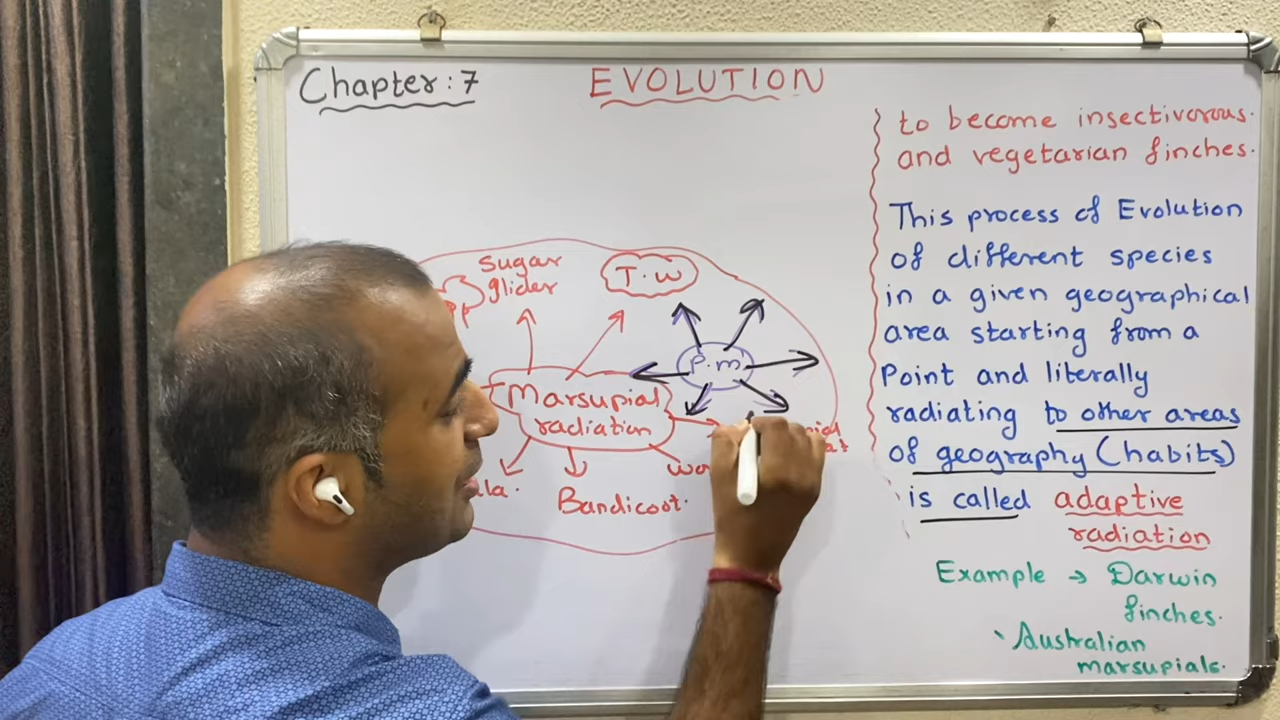 Chapter : 7
EVOLUTION
sugar
glider
T.W
P.m
Marsupial
radiation
Bandicoot.
to become insectivorous.
and vegetarian finches.
This process of Evolution
of different species
in a given geographical
area starting from a
Point and literally
radiating to other areas
of geography (habits)
is called adaptive
radiation
Example → Darwin
finches.
Australian
marsupials.